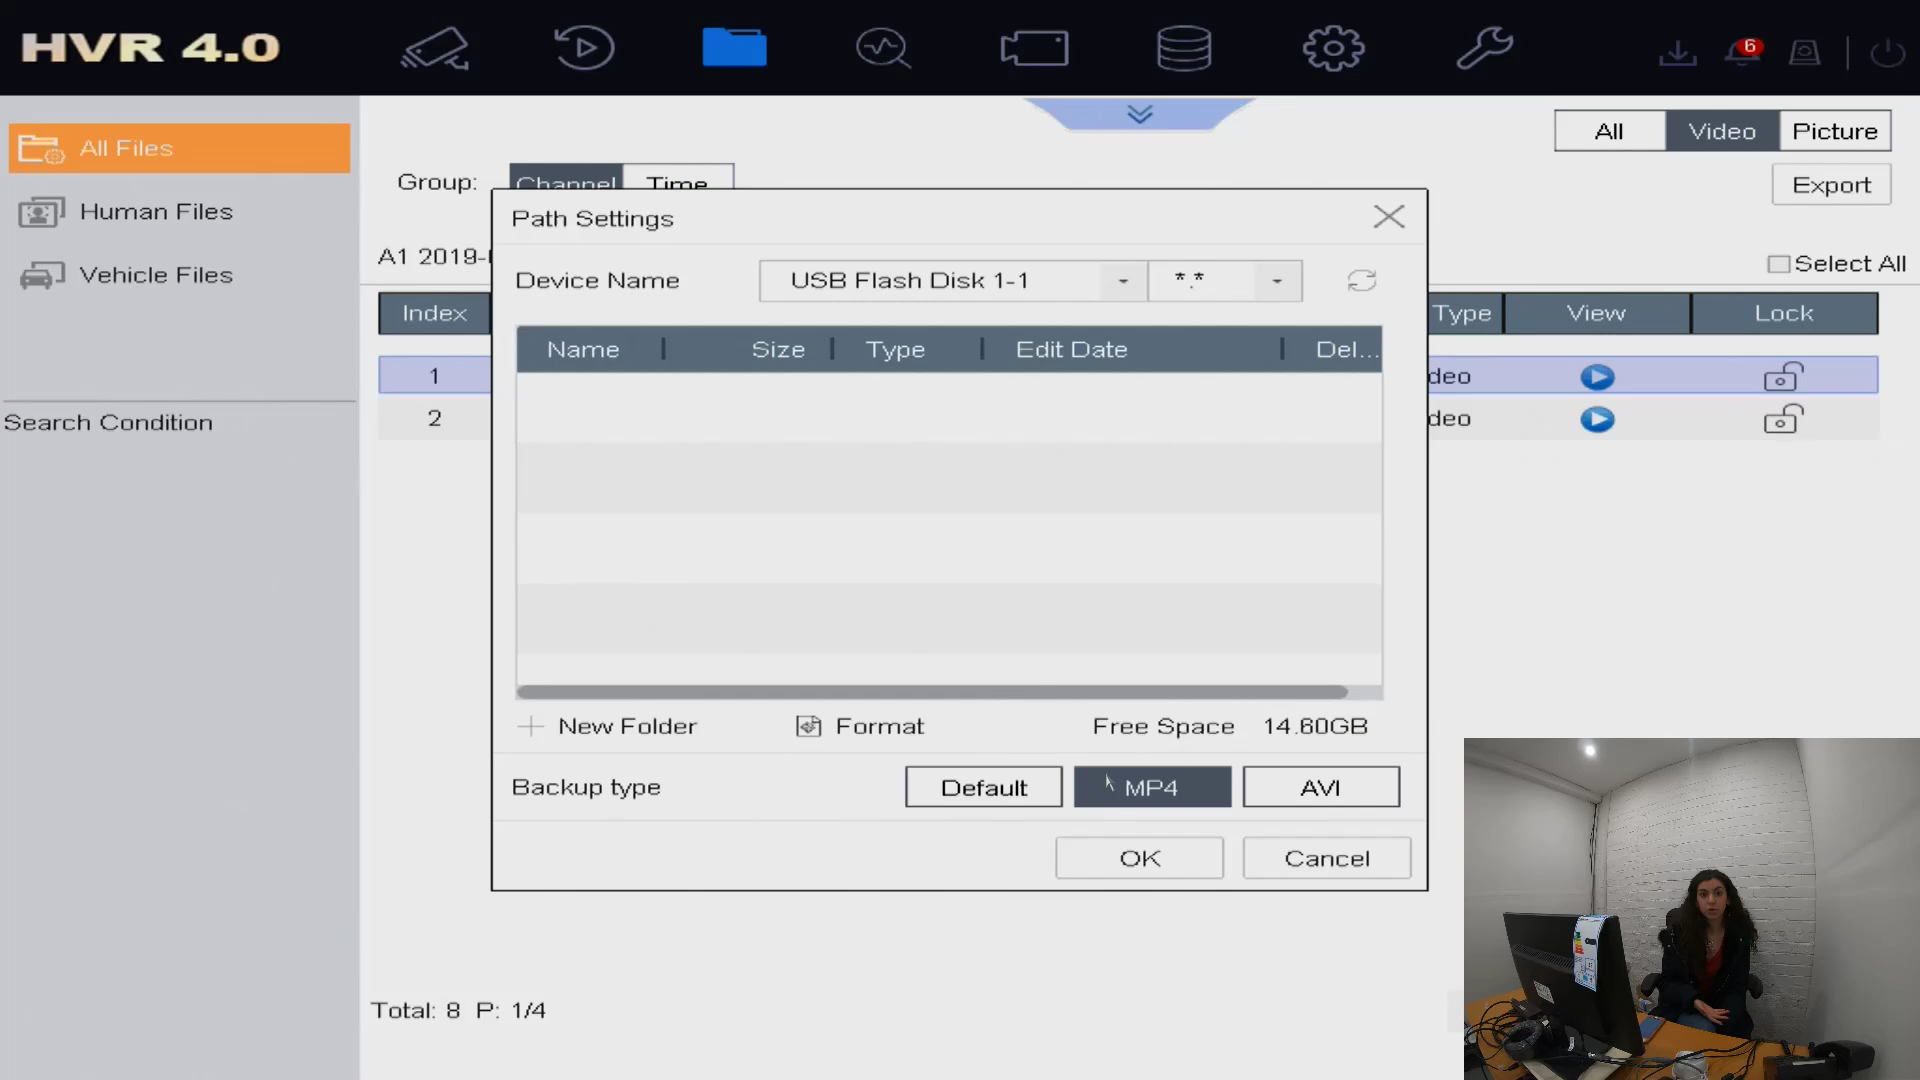 HVR 4.0
6
All Files
Human Files
Vehicle Files
Search Condition
All Video Picture
Export
Group: Channel Time
A1 2019-
Select All
Index Type View Lock
1 deo
2 deo
Path Settings
Device Name USB Flash Disk 1-1 *.*
Name Size Type Edit Date Del...
New Folder Format Free Space 14.60GB
Backup type Default MP4 AVI
OK Cancel
Total: 8 P: 1/4